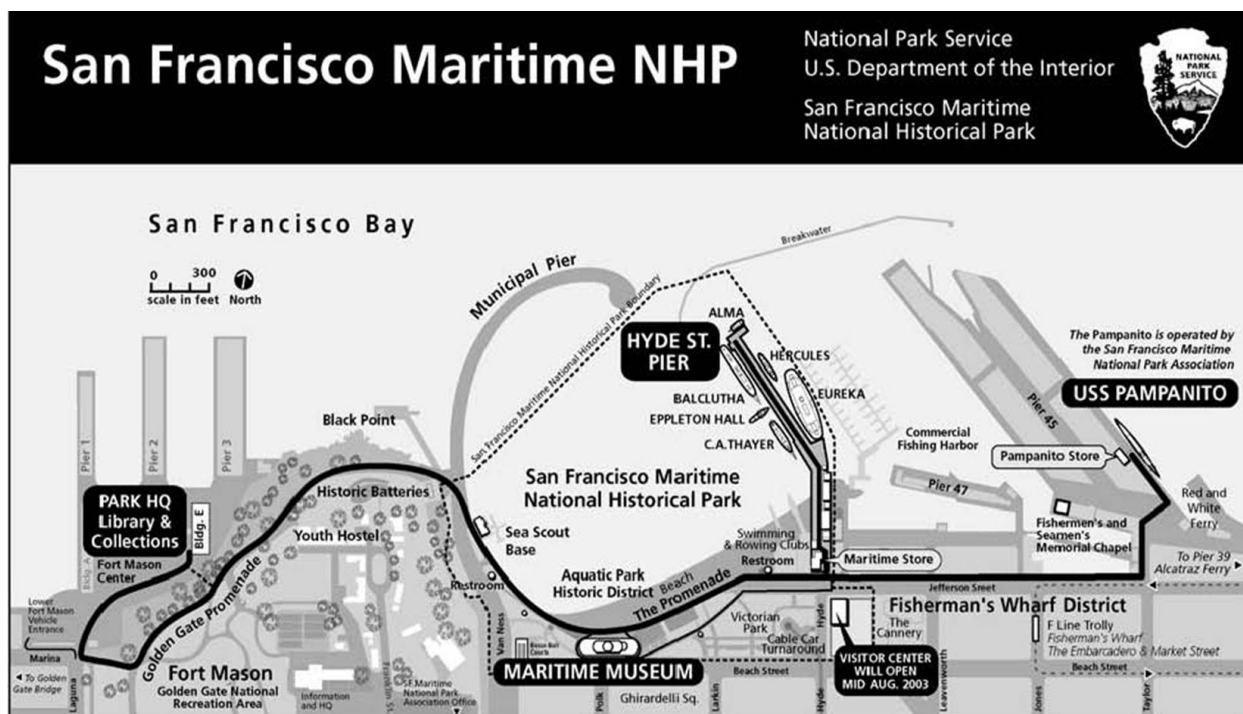 San Francisco Maritime NHP
National Park Service
U.S. Department of the Interior
San Francisco Maritime
National Historical Park
NATIONAL
PARK
SERVICE
San Francisco Bay
0 300
scale in feet
North
Municipal Pier
Breakwater
San Francisco Maritime National Historical Park Boundary
ALMA
HYDE ST.
PIER
HERCULES
EUREKA
BALCLUTHA
EPPLETON HALL
C.A.THAYER
The Pampanito is operated by
the San Francisco Maritime
National Park Association
USS PAMPANITO
Pier 45
Commercial
Fishing Harbor
Pampanito Store
Pier 47
Red and
White
Ferry
Fishermen's and
Seamen's
Memorial Chapel
To Pier 39
Alcatraz Ferry
Black Point
Pier 1
Pier 2
Pier 3
PARK HQ
Library &
Collections
Bldg. E
Fort Mason
Center
Bldg. A
Historic Batteries
Youth Hostel
Golden Gate Promenade
San Francisco Maritime
National Historical Park
Sea Scout
Base
Restroom
Aquatic Park
Historic District
Beach
The Promenade
Swimming
& Rowing Clubs
Restroom
Maritime Store
Jefferson Sreet
Lower
Fort Mason
Vehicle
Entrance
Marina
To Golden
Gate Bridge
Laguna
Fort Mason
Golden Gate National
Recreation Area
Information
and HQ
Franklin St.
S.F. Maritime
National Park
Association Office
Van Ness
MARITIME MUSEUM
Polk
Ghirardelli Sq.
Larkin
Beach Street
Victorian
Park
Cable Car
Turnaround
Hyde
Hyde
Fisherman's Wharf District
The
Cannery
VISITOR CENTER
WILL OPEN
MID AUG. 2003
Leavenworth
F Line Trolly
Fisherman's Wharf
The Embarcadero & Market Street
Beach Street
Jones
Taylor